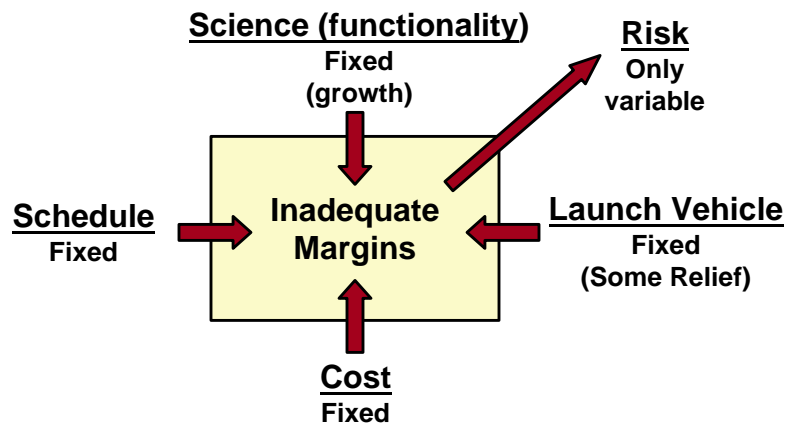 Science (functionality)
Fixed
(growth)
Risk
Only
variable
Schedule
Fixed
Inadequate
Margins
Launch Vehicle
Fixed
(Some Relief)
Cost
Fixed